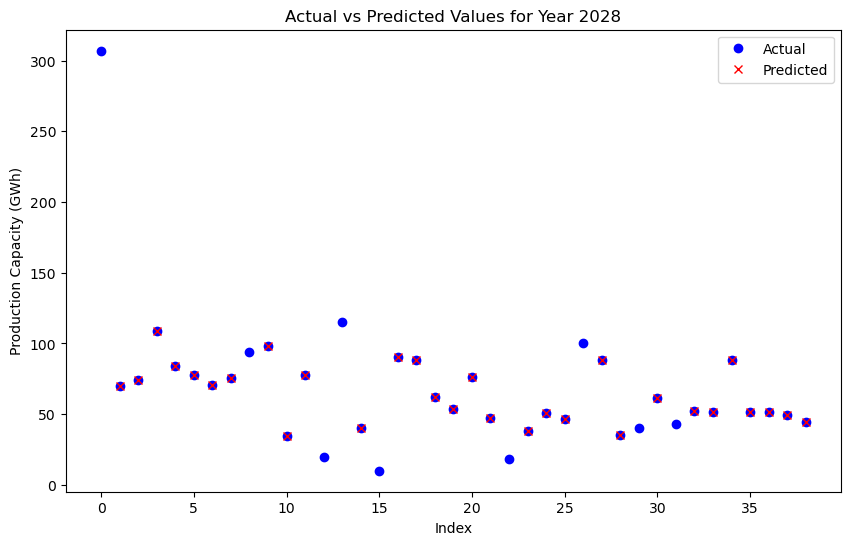 Actual vs Predicted Values for Year 2028
Actual
Predicted
300
250
200
150
100
50
0
Production Capacity (GWh)
0 5 10 15 20 25 30 35
Index